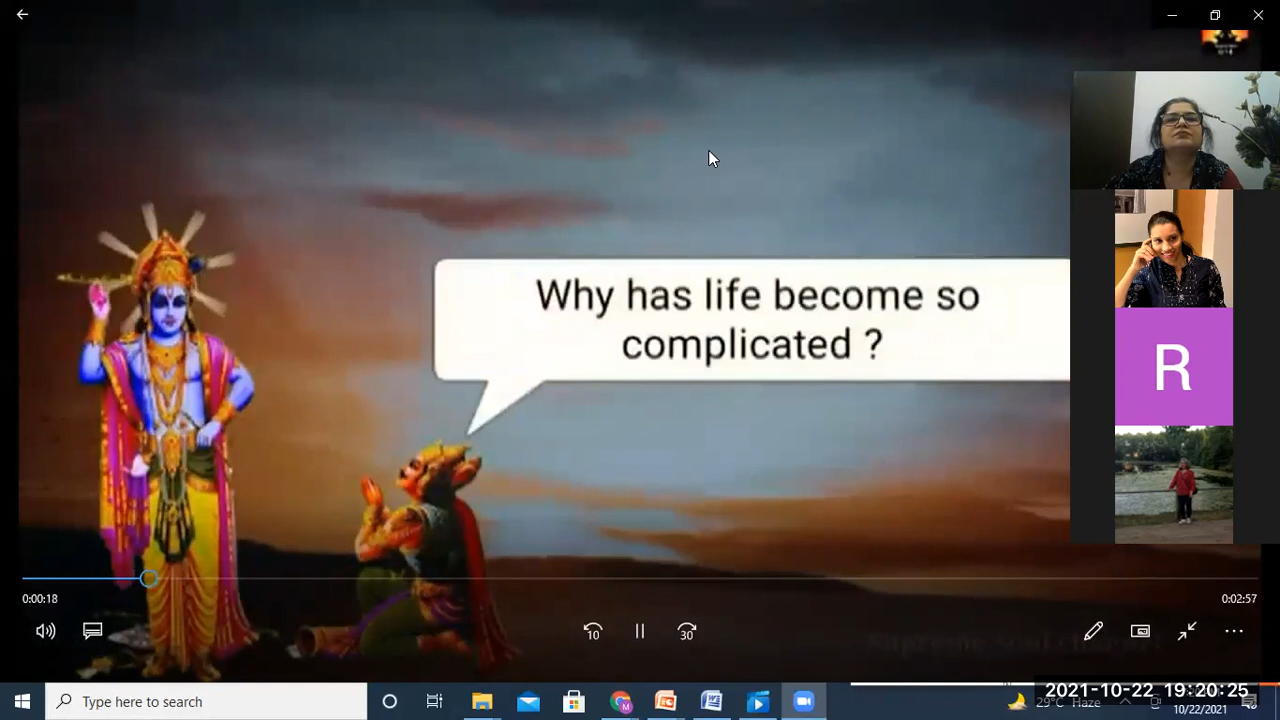 Why has life become so
complicated ?
R
0:00:18
0:02:57
10
30
Type here to search
2021-10-22 19:20:25
29°C Haze
10/22/2021